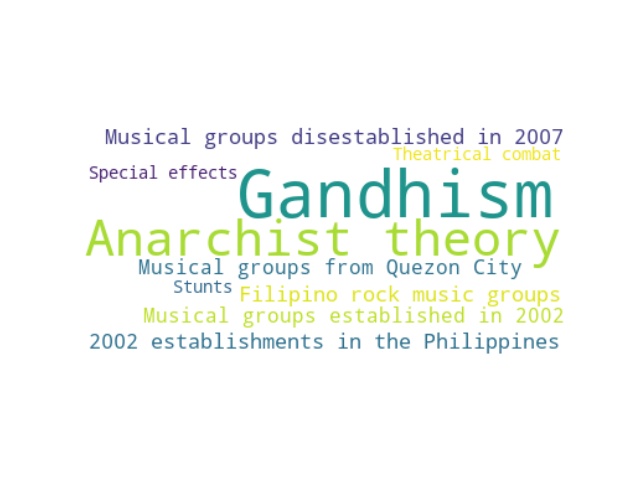 Musical groups disestablished in 2007
Theatrical combat
Special effects
Gandhism
Anarchist theory
Musical groups from Quezon City
Stunts
Filipino rock music groups
Musical groups established in 2002
2002 establishments in the Philippines